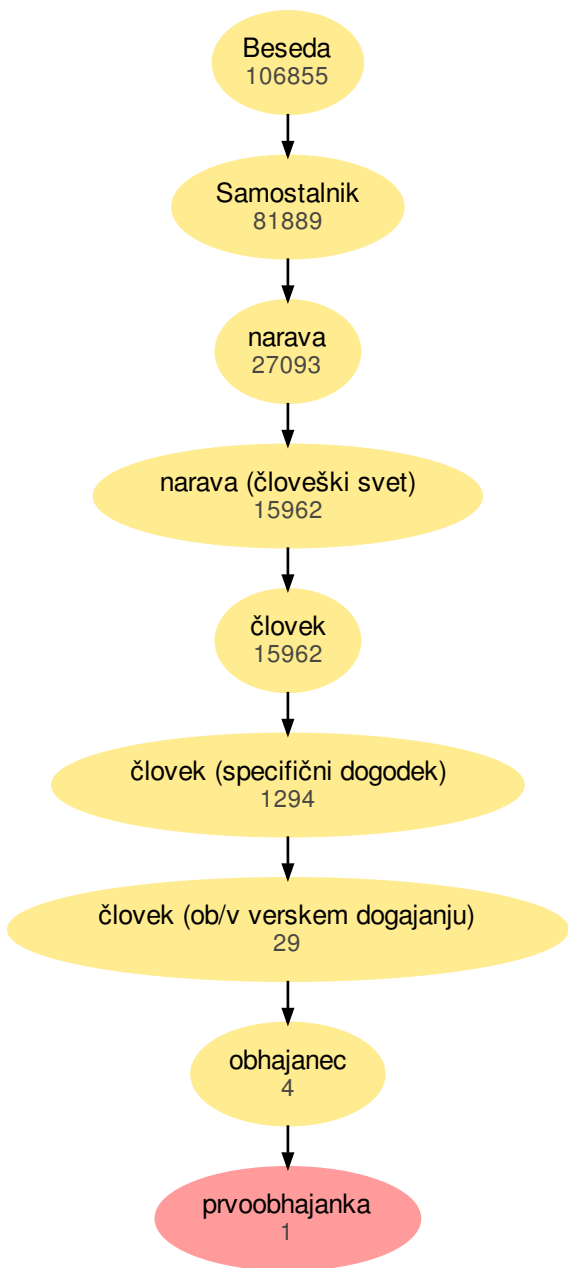 Beseda
106855
Samostalnik
81889
narava
27093
narava (človeški svet)
15962
človek
15962
človek (specifični dogodek)
1294
človek (ob/v verskem dogajanju)
29
obhajanec
4
prvoobhajanka
1